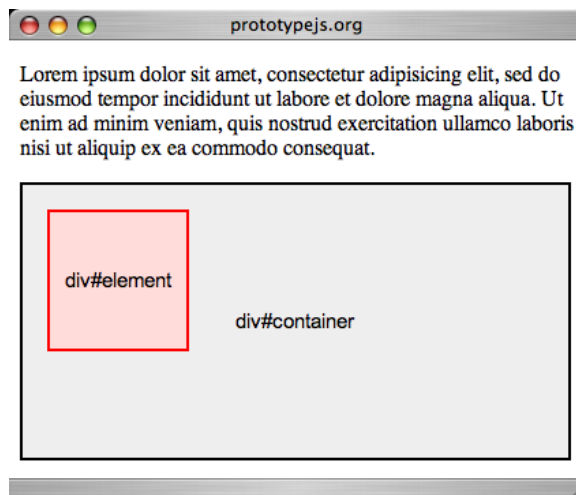 prototypejs.org
Lorem ipsum dolor sit amet, consectetur adipisicing elit, sed do
eiusmod tempor incididunt ut labore et dolore magna aliqua. Ut
enim ad minim veniam, quis nostrud exercitation ullamco laboris
nisi ut aliquip ex ea commodo consequat.
div#element
div#container